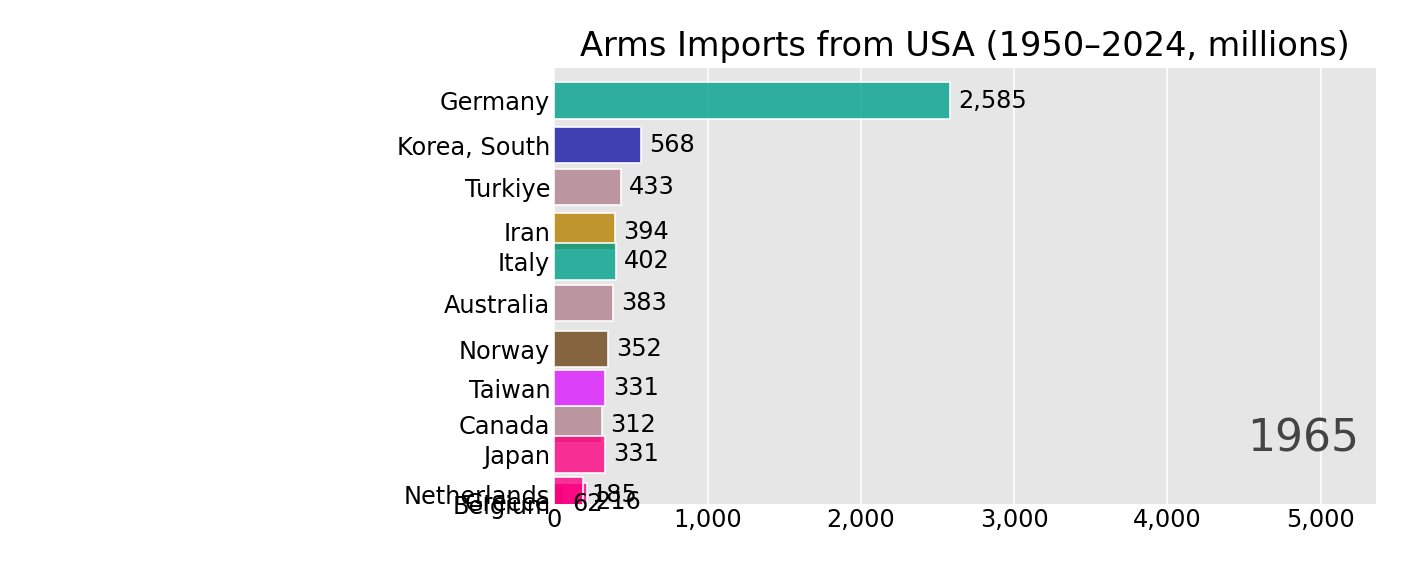 Arms Imports from USA (1950–2024, millions)
Germany 2,585
Korea, South 568
Turkiye 433
Iran 394
Italy 402
Australia 383
Norway 352
Taiwan 331
Canada 312
1965
Japan 331
Netherlands 185
Greece 216
Belgium 62
0 1,000 2,000 3,000 4,000 5,000